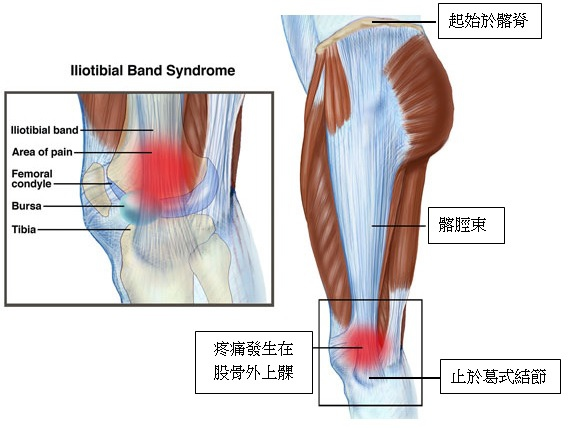 起始於髂脊
Iliotibial Band Syndrome
Iliotibial band
Area of pain
Femoral
condyle
Bursa
Tibia
髂脛束
疼痛發生在
股骨外上髁
止於葛式結節